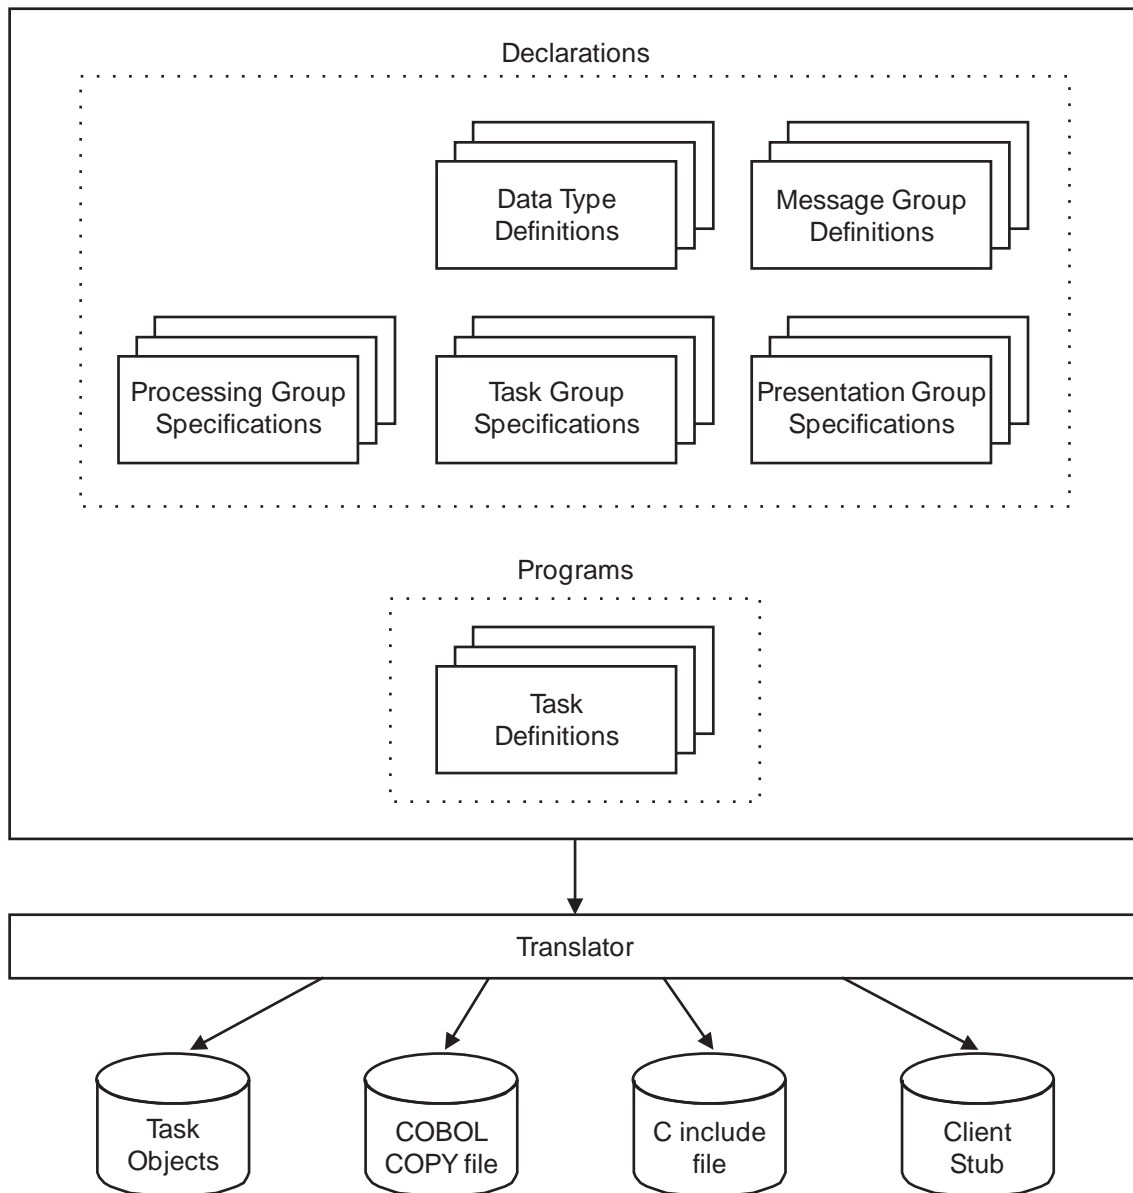 Declarations
Data Type
Definitions
Message Group
Definitions
Processing Group
Specifications
Task Group
Specifications
Presentation Group
Specifications
Programs
Task
Definitions
Translator
Task
Objects
COBOL
COPY file
C include
file
Client
Stub